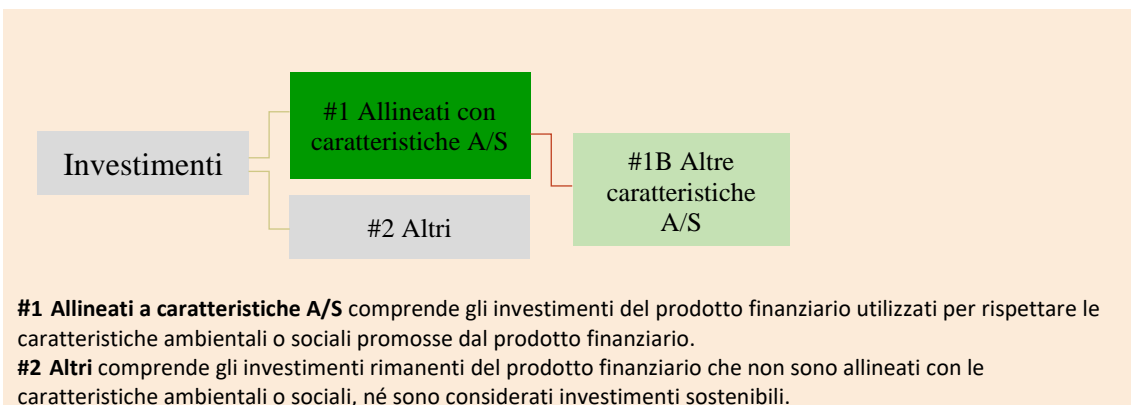 #1 Allineati con
caratteristiche A/S
Investimenti
#1B Altre
caratteristiche
A/S
#2 Altri
#1 Allineati a caratteristiche A/S comprende gli investimenti del prodotto finanziario utilizzati per rispettare le
caratteristiche ambientali o sociali promosse dal prodotto finanziario.
#2 Altri comprende gli investimenti rimanenti del prodotto finanziario che non sono allineati con le
caratteristiche ambientali o sociali, né sono considerati investimenti sostenibili.